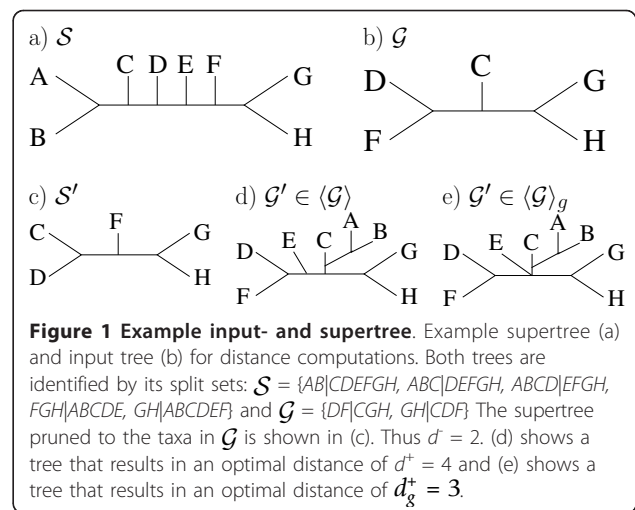 a) 𝒮
A
B
C D E F
G
H
b) 𝒢
D
F
C
G
H
c) 𝒮′
C
D
F
G
H
d) 𝒢′ ∈ ⟨𝒢⟩
D
F
E
C
A
B
G
H
e) 𝒢′ ∈ ⟨𝒢⟩g
D
F
E
C
A
B
G
H
Figure 1 Example input- and supertree. Example supertree (a)
and input tree (b) for distance computations. Both trees are
identified by its split sets: 𝒮 = {AB|CDEFGH, ABC|DEFGH, ABCD|EFGH,
FGH|ABCDE, GH|ABCDEF} and 𝒢 = {DF|CGH, GH|CDF} The supertree
pruned to the taxa in 𝒢 is shown in (c). Thus d⁻ = 2. (d) shows a
tree that results in an optimal distance of d⁺ = 4 and (e) shows a
tree that results in an optimal distance of d⁺g = 3.